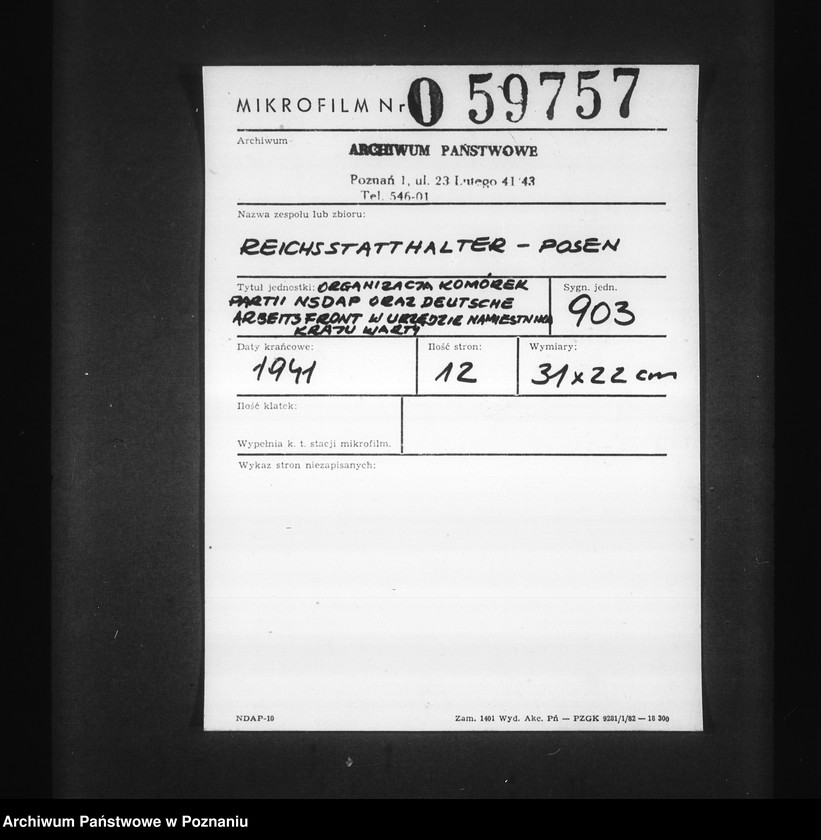 MIKROFILM Nr O 59757
Archiwum
ARCHIWUM PAŃSTWOWE
Poznań 1, ul. 23 Lutego 41/43
Tel. 546-01
Nazwa zespołu lub zbioru:
REICHSSTATTHALTER - POSEN
Tytuł jednostki: ORGANIZACJA KOMÓREK
PARTII NSDAP ORAZ DEUTSCHE
ARBEITSFRONT W URZĘDZIE NAMIESTNIKA
KRAJU WARTY
Sygn. jedn.
903
Daty krańcowe:
1941
Ilość stron:
12
Wymiary:
31x22 cm
Ilość klatek:
Wypełnia k. t. stacji mikrofilm.
Wykaz stron niezapisanych:
NDAP-10
Zam. 1401 Wyd. Akc. Pń — PZGK 9281/1/82 — 18 300
Archiwum Państwowe w Poznaniu